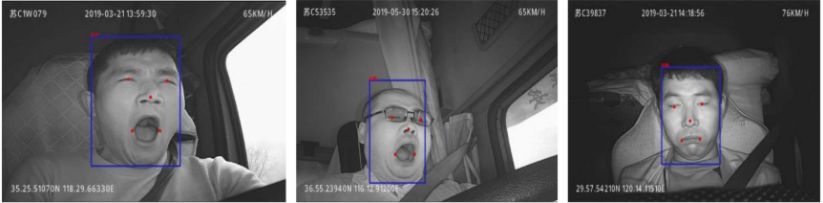 苏C1W079 2019-03-21 13:59:30 65KM/H
35.25.51070N 118.29.66330E
苏C53535 2019-05-30 15:20:26 65KM/H
36.55.23940N 116.12.91200E
苏C39837 2019-03-21 14:18:56 76KM/H
29.57.54210N 120.14.11510E